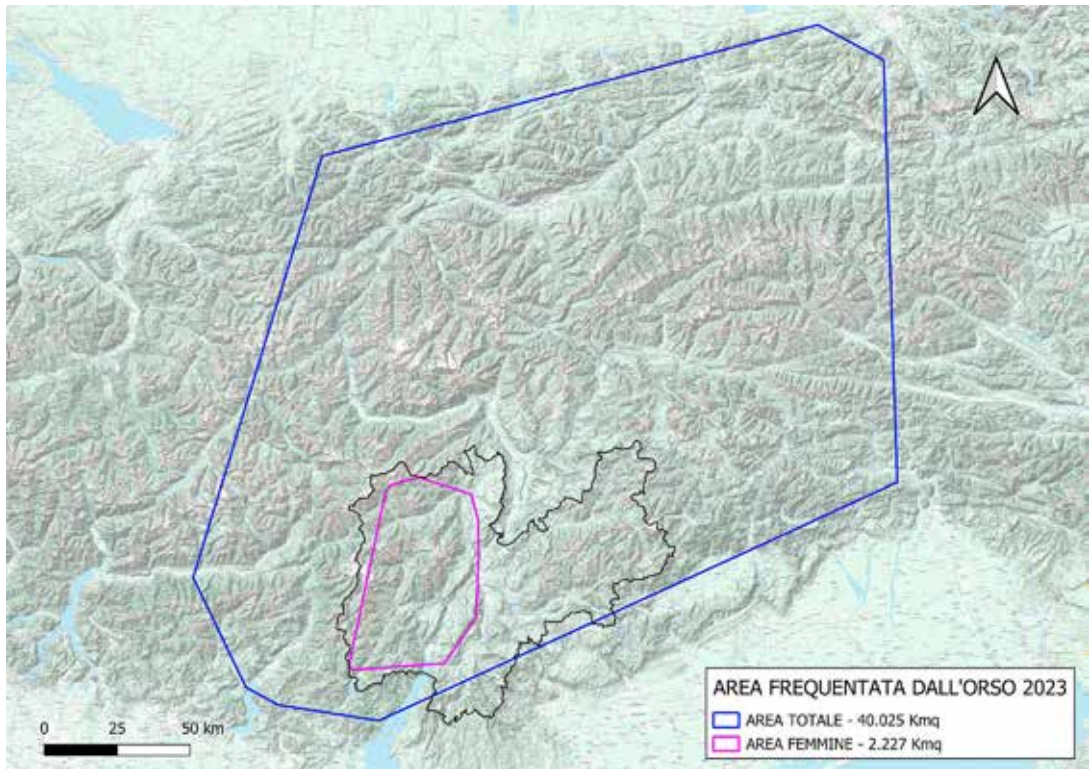 0 25 50 km
AREA FREQUENTATA DALL'ORSO 2023
AREA TOTALE - 40.025 Kmq
AREA FEMMINE - 2.227 Kmq